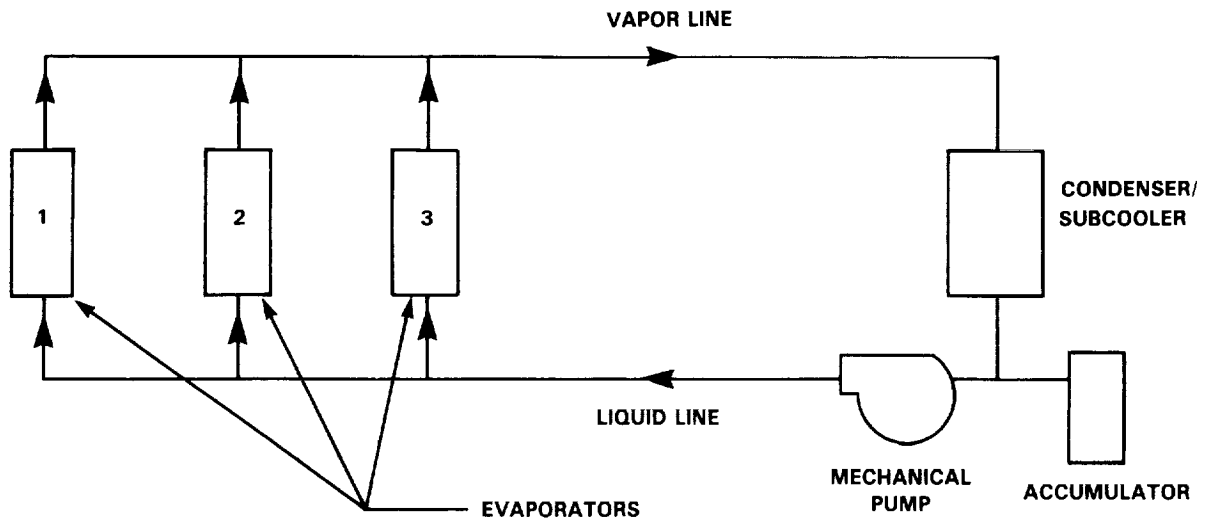 VAPOR LINE
1
2
3
CONDENSER/
SUBCOOLER
LIQUID LINE
MECHANICAL
PUMP
ACCUMULATOR
EVAPORATORS